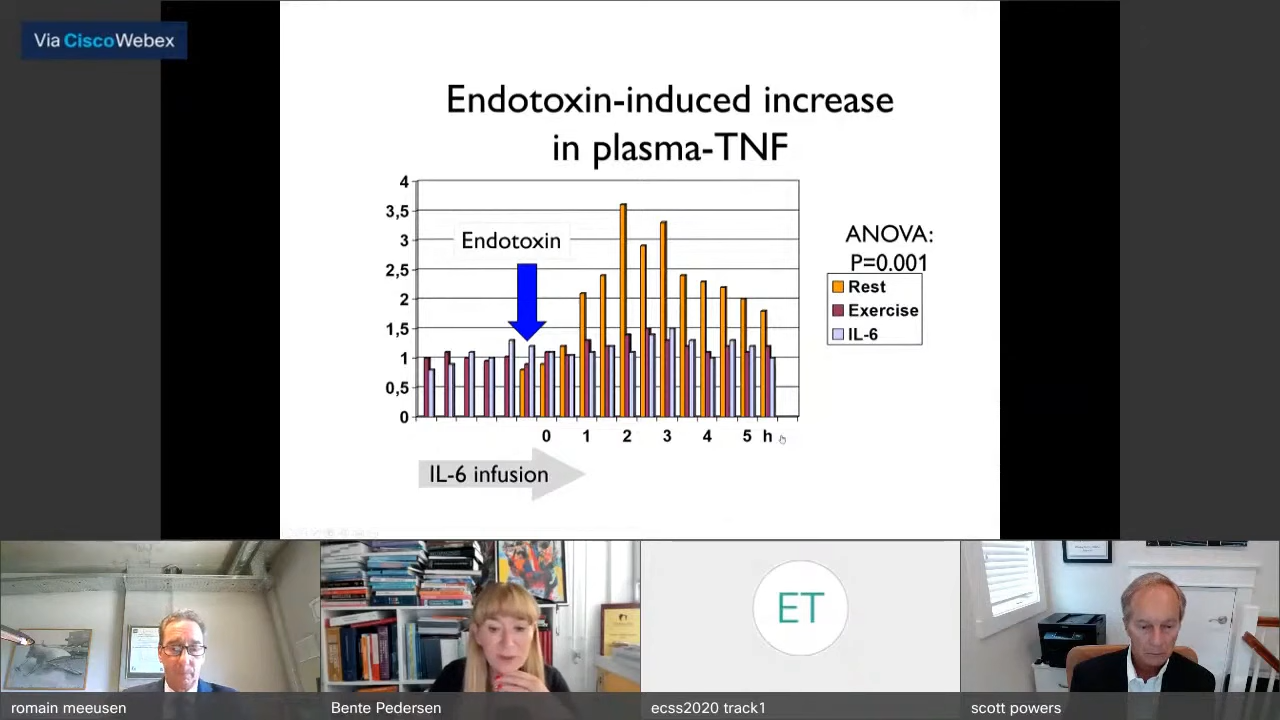 Via CiscoWebex
Endotoxin-induced increase
in plasma-TNF
4
3,5
3
2,5
2
1,5
1
0,5
0
Endotoxin
ANOVA:
P=0.001
Rest
Exercise
IL-6
0 1 2 3 4 5 h
IL-6 infusion
ET
romain meeusen
Bente Pedersen
ecss2020 track1
scott powers